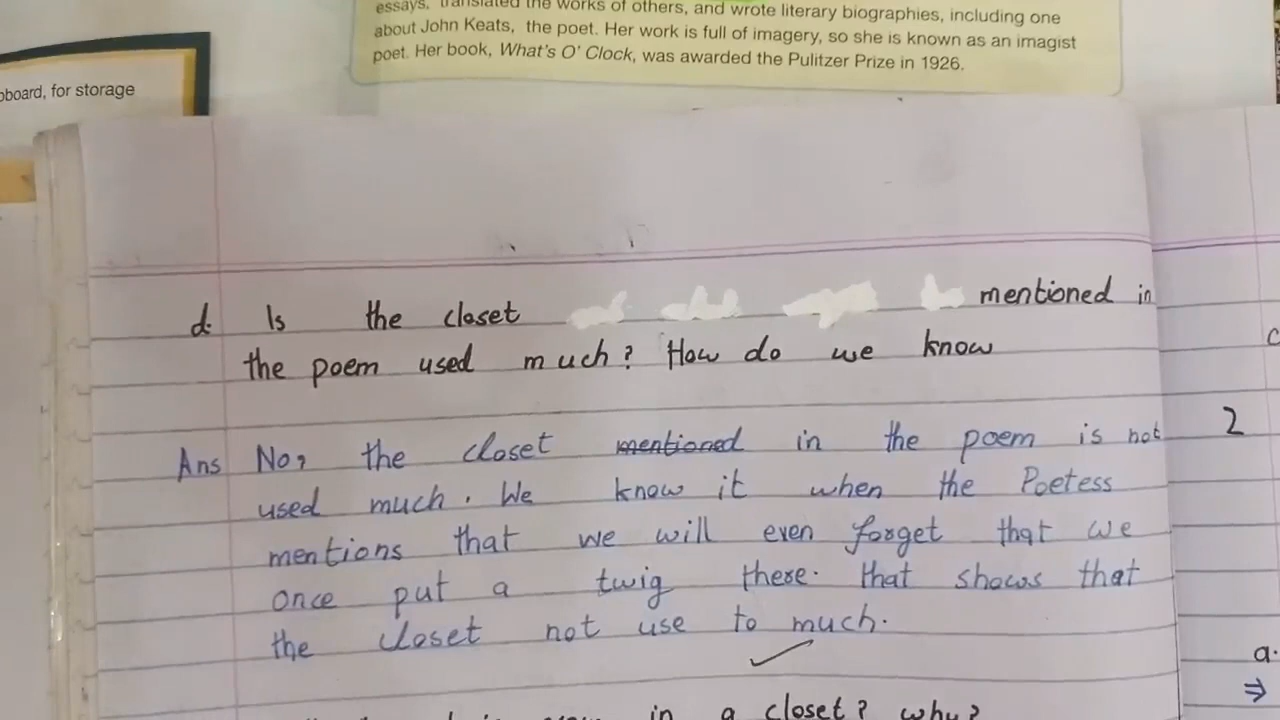 essays, translated the works of others, and wrote literary biographies, including one
about John Keats, the poet. Her work is full of imagery, so she is known as an imagist
poet. Her book, What's O' Clock, was awarded the Pulitzer Prize in 1926.
pboard, for storage
d. Is the closet mentioned in
the poem used much? How do we know
Ans No, the closet mentioned in the poem is not
used much. We know it when the Poetess
mentions that we will even forget that we
once put a twig there. that shows that
the closet not use to much.
in a closet? why?
2
a.
⇒